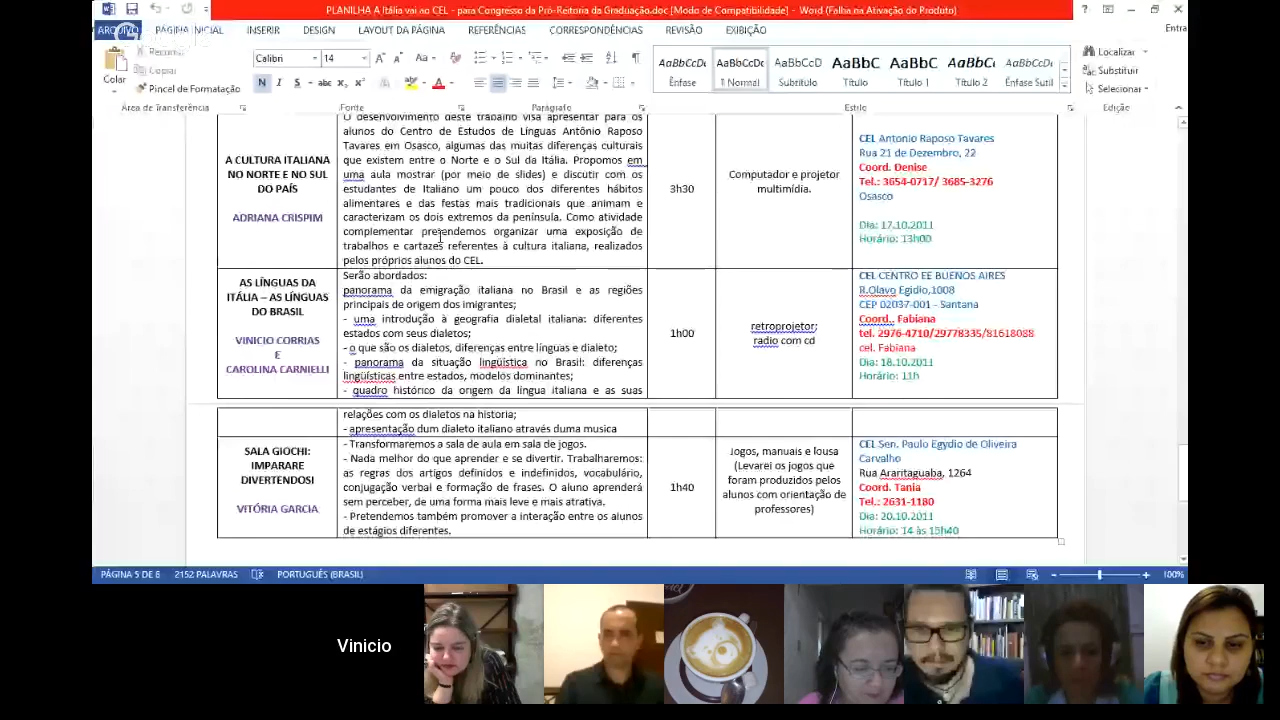 PLANILHA A Itália vai ao CEL - para Congresso da Pró-Reitoria da Graduação.doc [Modo de Compatibilidade] - Word (Falha na Ativação do Produto)
ARQUIVO PÁGINA INICIAL INSERIR DESIGN LAYOUT DA PÁGINA REFERÊNCIAS CORRESPONDÊNCIAS REVISÃO EXIBIÇÃO Entra
Recortar
Copiar
Pincel de Formatação
Colar
Calibri 14
Aa
N I S abc X₂ X²
AaBbCcDc AaBbCcDc AaBbCcD AaBbC AaBbC AaBbC AaBbCcDt
Ênfase ¶ Normal Subtítulo Título Título 1 Título 2 Ênfase Sutil
Localizar
Substituir
Selecionar
Área de Transferência Fonte Parágrafo Estilo Edição
A CULTURA ITALIANA
NO NORTE E NO SUL
DO PAÍS
ADRIANA CRISPIM
O desenvolvimento deste trabalho visa apresentar para os
alunos do Centro de Estudos de Línguas Antônio Raposo
Tavares em Osasco, algumas das muitas diferenças culturais
que existem entre o Norte e o Sul da Itália. Propomos em
uma aula mostrar (por meio de slides) e discutir com os
estudantes de Italiano um pouco dos diferentes hábitos
alimentares e das festas mais tradicionais que animam e
caracterizam os dois extremos da península. Como atividade
complementar pretendemos organizar uma exposição de
trabalhos e cartazes referentes à cultura italiana, realizados
pelos próprios alunos do CEL.
3h30
Computador e projetor
multimídia.
CEL Antonio Raposo Tavares
Rua 21 de Dezembro, 22
Coord. Denise
Tel.: 3654-0717/ 3685-3276
Osasco
Dia: 17.10.2011
Horário: 13h00
AS LÍNGUAS DA
ITÁLIA – AS LÍNGUAS
DO BRASIL
VINICIO CORRIAS
E
CAROLINA CARNIELLI
Serão abordados:
panorama da emigração italiana no Brasil e as regiões
principais de origem dos imigrantes;
- uma introdução à geografia dialetal italiana: diferentes
estados com seus dialetos;
- o que são os dialetos, diferenças entre línguas e dialeto;
- panorama da situação lingüística no Brasil: diferenças
lingüísticas entre estados, modelos dominantes;
- quadro histórico da origem da língua italiana e as suas
relações com os dialetos na historia;
- apresentação dum dialeto italiano através duma musica
1h00
retroprojetor;
radio com cd
CEL CENTRO EE BUENOS AIRES
R.Olavo Egidio,1008
CEP 02037-001 - Santana
Coord.. Fabiana
tel. 2976-4710/29778335/81618088
cel. Fabiana
Dia: 18.10.2011
Horário: 11h
SALA GIOCHI:
IMPARARE
DIVERTENDOSI
VITÓRIA GARCIA
- Transformaremos a sala de aula em sala de jogos.
- Nada melhor do que aprender e se divertir. Trabalharemos:
as regras dos artigos definidos e indefinidos, vocabulário,
conjugação verbal e formação de frases. O aluno aprenderá
sem perceber, de uma forma mais leve e mais atrativa.
- Pretendemos também promover a interação entre os alunos
de estágios diferentes.
1h40
Jogos, manuais e lousa
(Levarei os jogos que
foram produzidos pelos
alunos com orientação de
professores)
CEL Sen. Paulo Egydio de Oliveira
Carvalho
Rua Araritaguaba, 1264
Coord. Tania
Tel.: 2631-1180
Dia: 20.10.2011
Horário: 14 às 15h40
PÁGINA 5 DE 6 2152 PALAVRAS PORTUGUÊS (BRASIL) 100%
Vinicio